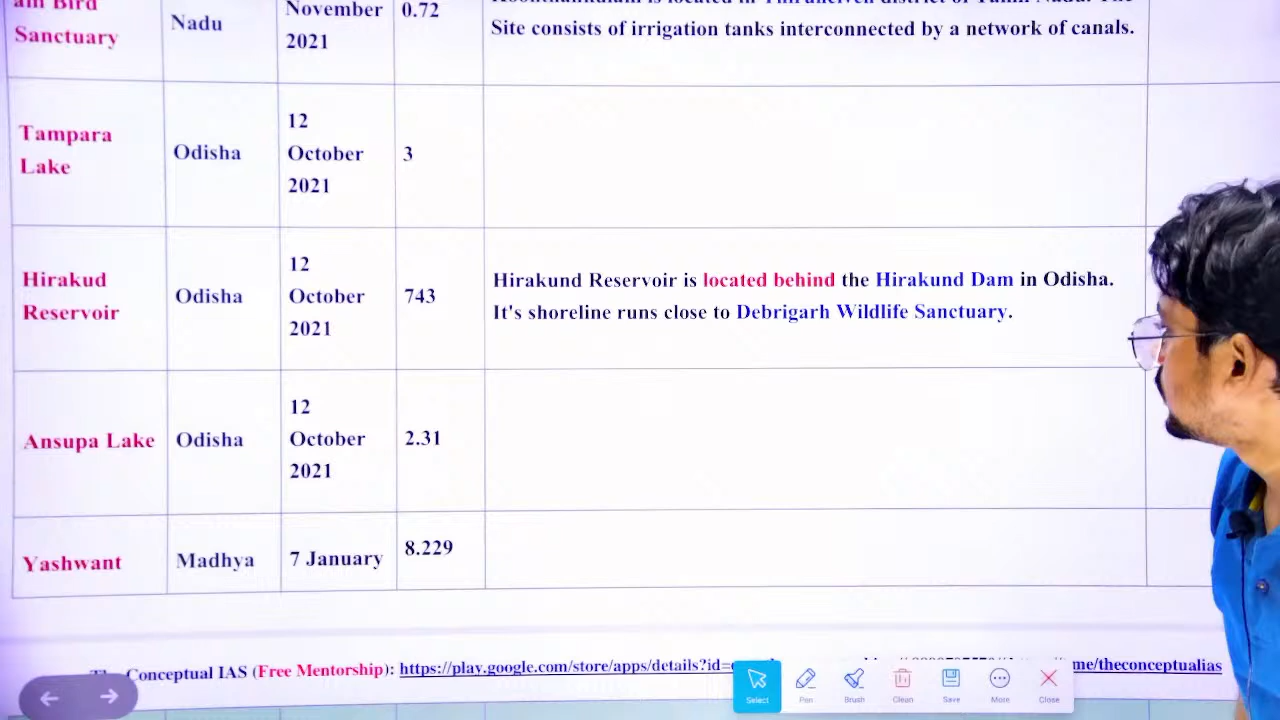 Sanctuary
Nadu
November
2021
0.72
Site consists of irrigation tanks interconnected by a network of canals.
Tampara
Lake
Odisha
12
October
2021
3
Hirakud
Reservoir
Odisha
12
October
2021
743
Hirakund Reservoir is located behind the Hirakund Dam in Odisha.
It's shoreline runs close to Debrigarh Wildlife Sanctuary.
Ansupa Lake
Odisha
12
October
2021
2.31
Yashwant
Madhya
7 January
8.229
Conceptual IAS (Free Mentorship): https://play.google.com/store/apps/details?id=
me/theconceptualias
Select
Pen
Brush
Clean
Save
More
Close